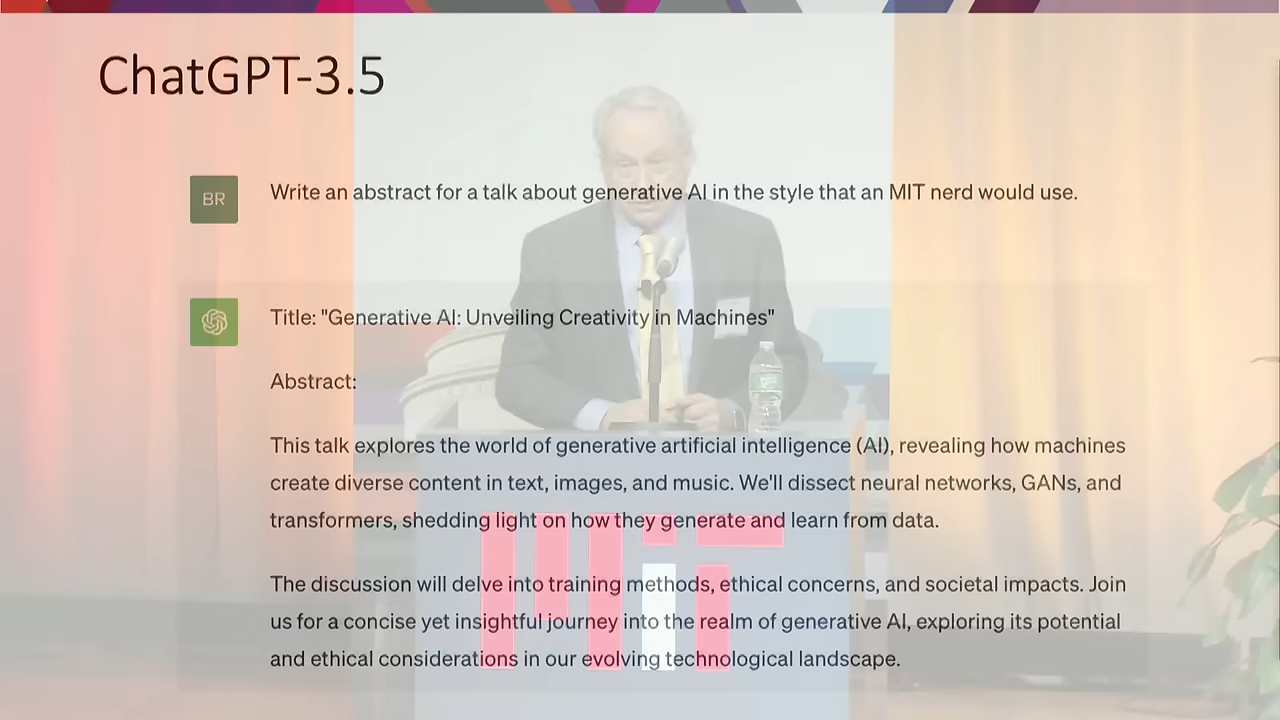 ChatGPT-3.5
BR
Write an abstract for a talk about generative AI in the style that an MIT nerd would use.
Title: "Generative AI: Unveiling Creativity in Machines"
Abstract:
This talk explores the world of generative artificial intelligence (AI), revealing how machines
create diverse content in text, images, and music. We'll dissect neural networks, GANs, and
transformers, shedding light on how they generate and learn from data.
The discussion will delve into training methods, ethical concerns, and societal impacts. Join
us for a concise yet insightful journey into the realm of generative AI, exploring its potential
and ethical considerations in our evolving technological landscape.
MIT